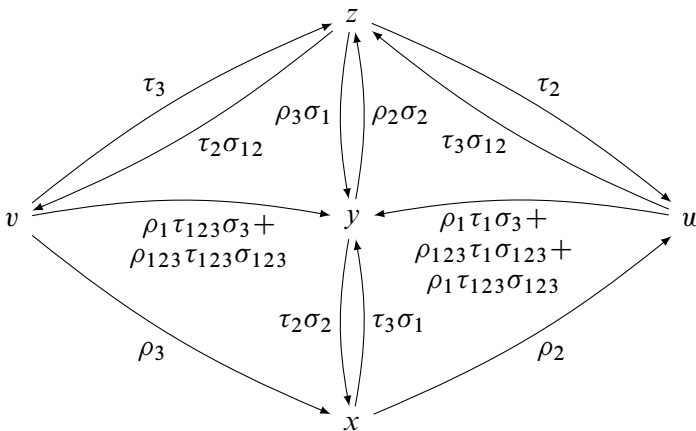 z
τ₃
τ₂
ρ₃σ₁
ρ₂σ₂
τ₂σ₁₂
τ₃σ₁₂
v
y
u
ρ₁τ₁₂₃σ₃+
ρ₁₂₃τ₁₂₃σ₁₂₃
ρ₁τ₁σ₃+
ρ₁₂₃τ₁σ₁₂₃+
ρ₁τ₁₂₃σ₁₂₃
τ₂σ₂
τ₃σ₁
ρ₃
ρ₂
x